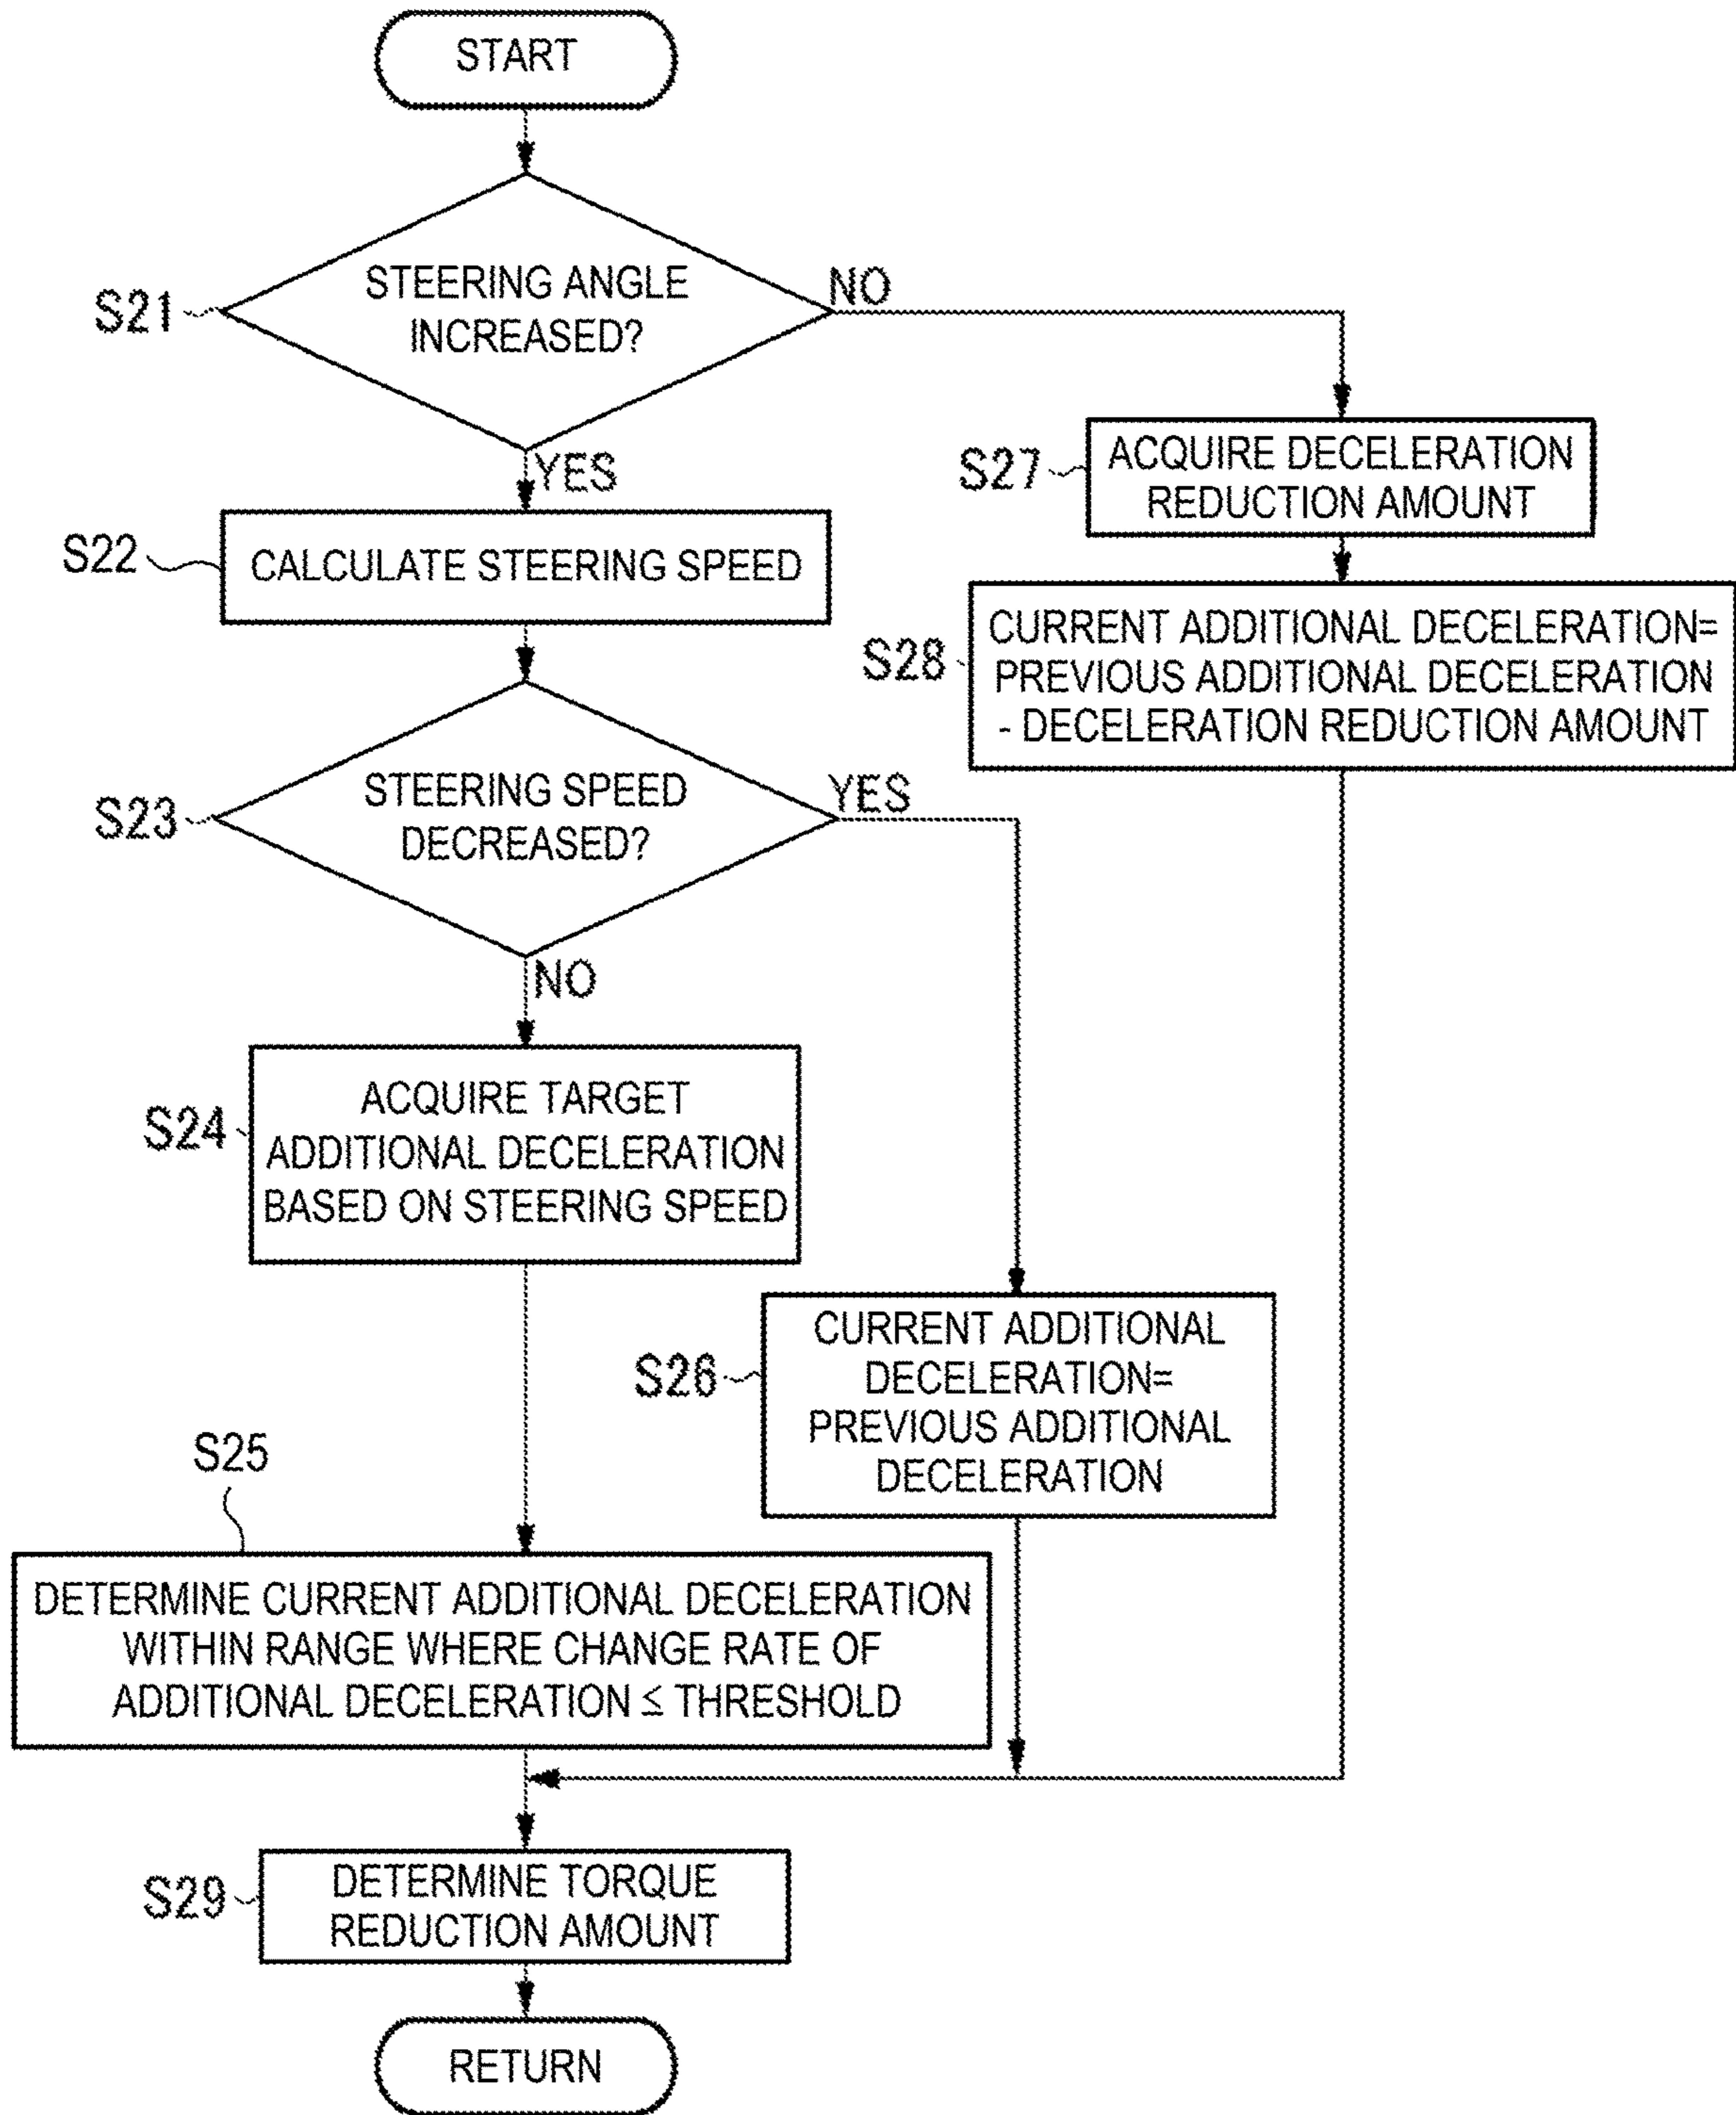 START
S21
STEERING ANGLE
INCREASED?
NO
YES
S22
CALCULATE STEERING SPEED
S27
ACQUIRE DECELERATION
REDUCTION AMOUNT
S28
CURRENT ADDITIONAL DECELERATION=
PREVIOUS ADDITIONAL DECELERATION
- DECELERATION REDUCTION AMOUNT
S23
STEERING SPEED
DECREASED?
YES
NO
S24
ACQUIRE TARGET
ADDITIONAL DECELERATION
BASED ON STEERING SPEED
S26
CURRENT ADDITIONAL
DECELERATION=
PREVIOUS ADDITIONAL
DECELERATION
S25
DETERMINE CURRENT ADDITIONAL DECELERATION
WITHIN RANGE WHERE CHANGE RATE OF
ADDITIONAL DECELERATION ≤ THRESHOLD
S29
DETERMINE TORQUE
REDUCTION AMOUNT
RETURN